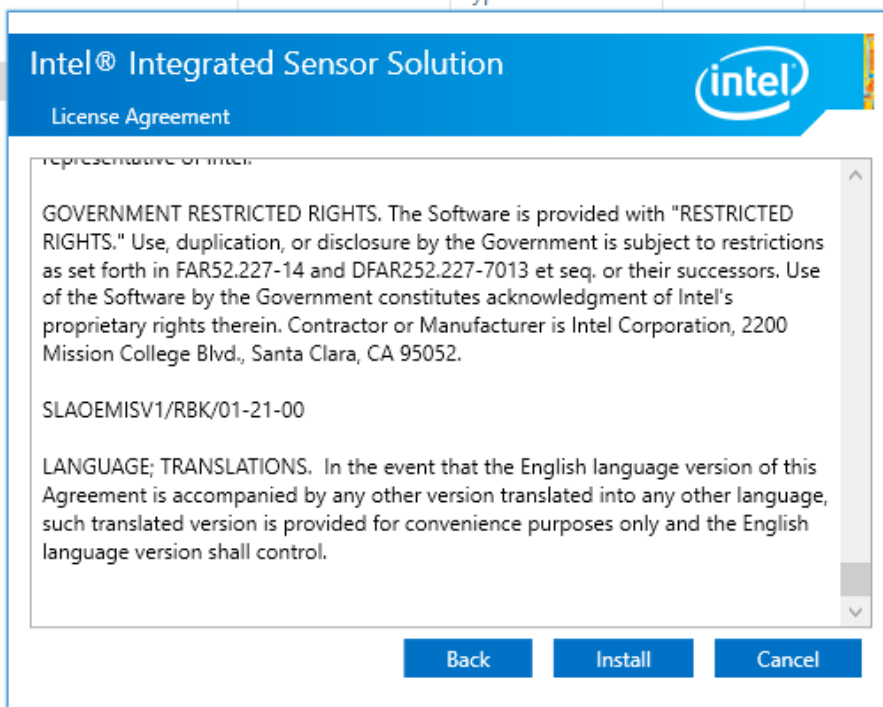 Intel® Integrated Sensor Solution
intel
License Agreement
representative of Intel.
GOVERNMENT RESTRICTED RIGHTS. The Software is provided with "RESTRICTED
RIGHTS." Use, duplication, or disclosure by the Government is subject to restrictions
as set forth in FAR52.227-14 and DFAR252.227-7013 et seq. or their successors. Use
of the Software by the Government constitutes acknowledgment of Intel's
proprietary rights therein. Contractor or Manufacturer is Intel Corporation, 2200
Mission College Blvd., Santa Clara, CA 95052.
SLAOEMISV1/RBK/01-21-00
LANGUAGE; TRANSLATIONS.  In the event that the English language version of this
Agreement is accompanied by any other version translated into any other language,
such translated version is provided for convenience purposes only and the English
language version shall control.
Back
Install
Cancel